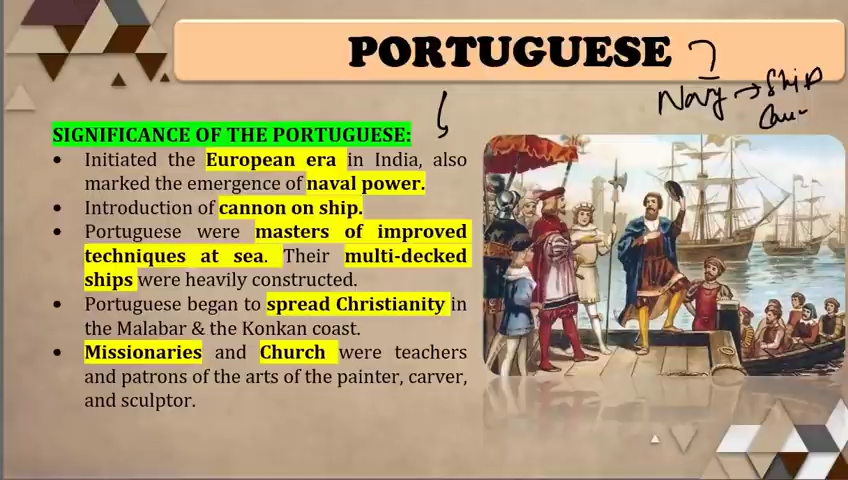 PORTUGUESE
Navy → Ship
SIGNIFICANCE OF THE PORTUGUESE:
• Initiated the European era in India, also
marked the emergence of naval power.
• Introduction of cannon on ship.
• Portuguese were masters of improved
techniques at sea. Their multi-decked
ships were heavily constructed.
• Portuguese began to spread Christianity in
the Malabar & the Konkan coast.
• Missionaries and Church were teachers
and patrons of the arts of the painter, carver,
and sculptor.